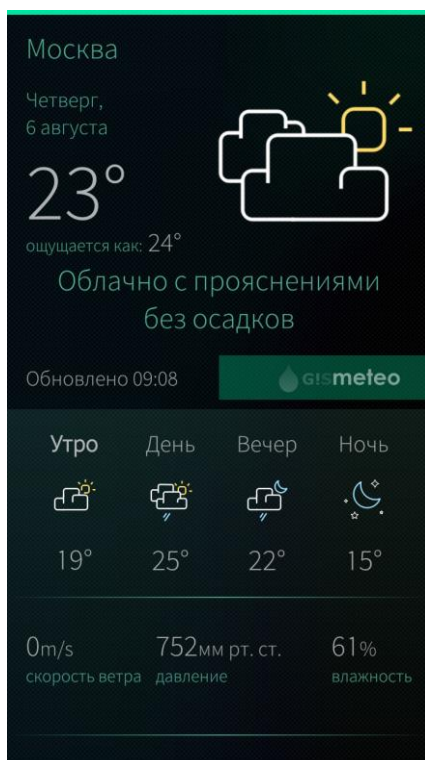 Москва
Четверг,
6 августа
23°
ощущается как: 24°
Облачно с прояснениями
без осадков
Обновлено 09:08
GISmeteo
Утро День Вечер Ночь
19° 25° 22° 15°
0m/s 752мм рт. ст. 61%
скорость ветра давление влажность